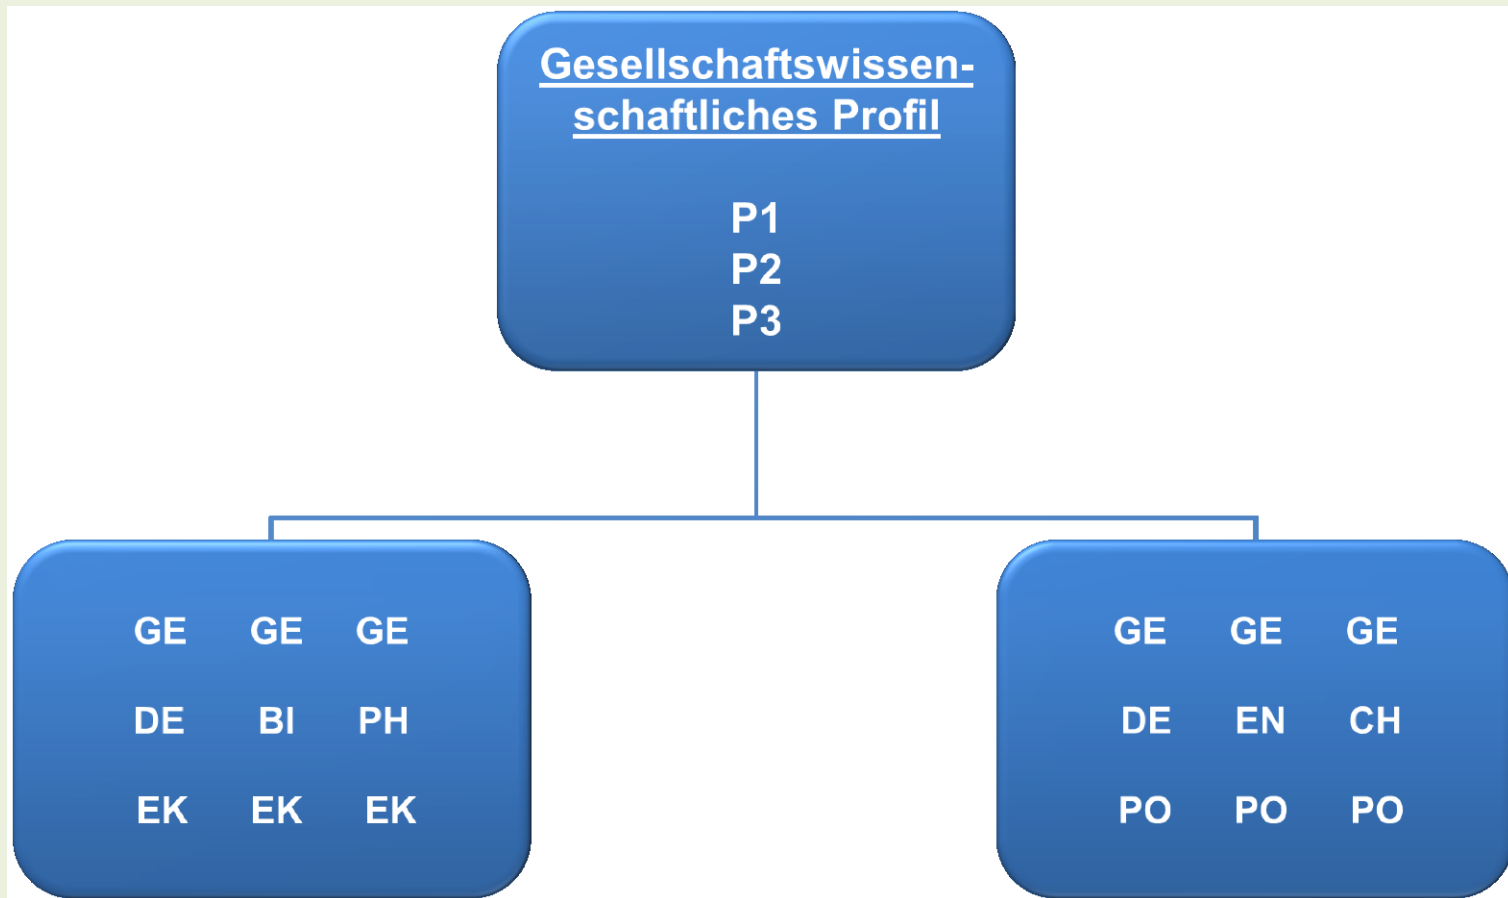 Gesellschaftswissen-
schaftliches Profil
P1
P2
P3
GE GE GE
DE BI PH
EK EK EK
GE GE GE
DE EN CH
PO PO PO